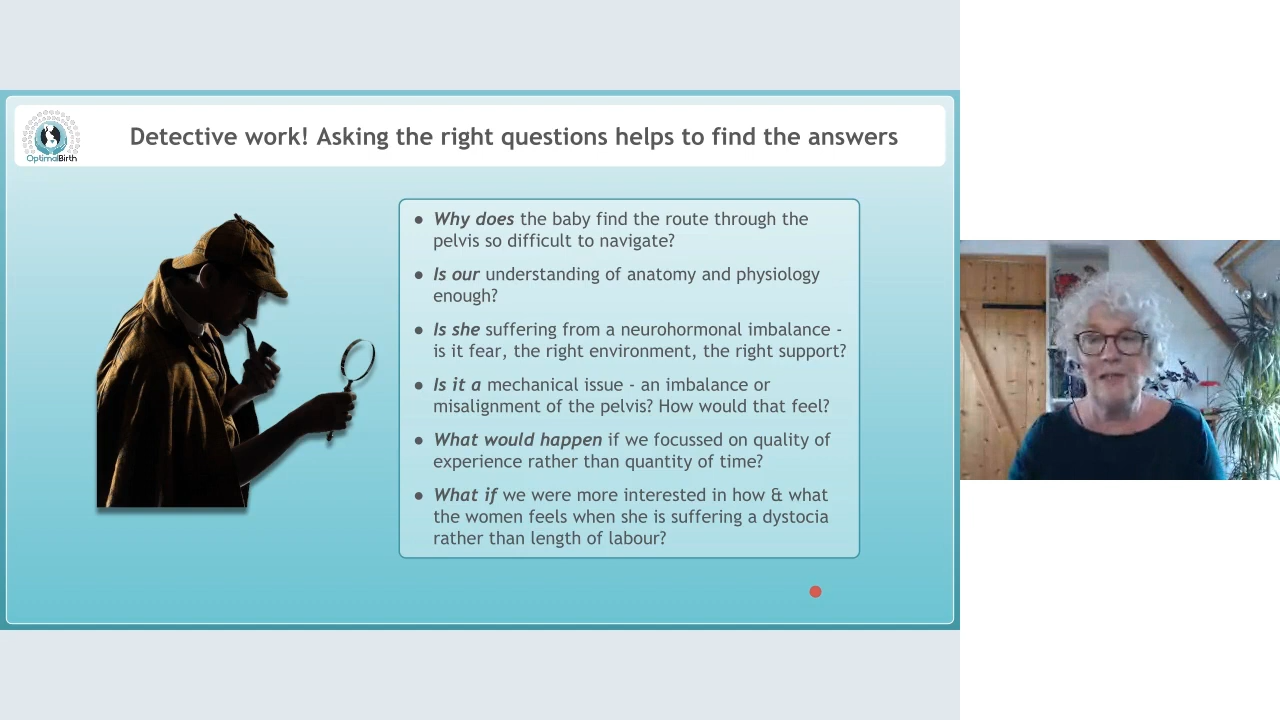 Detective work! Asking the right questions helps to find the answers
OptimalBirth
● Why does the baby find the route through the
pelvis so difficult to navigate?
● Is our understanding of anatomy and physiology
enough?
● Is she suffering from a neurohormonal imbalance -
is it fear, the right environment, the right support?
● Is it a mechanical issue - an imbalance or
misalignment of the pelvis? How would that feel?
● What would happen if we focussed on quality of
experience rather than quantity of time?
● What if we were more interested in how & what
the women feels when she is suffering a dystocia
rather than length of labour?